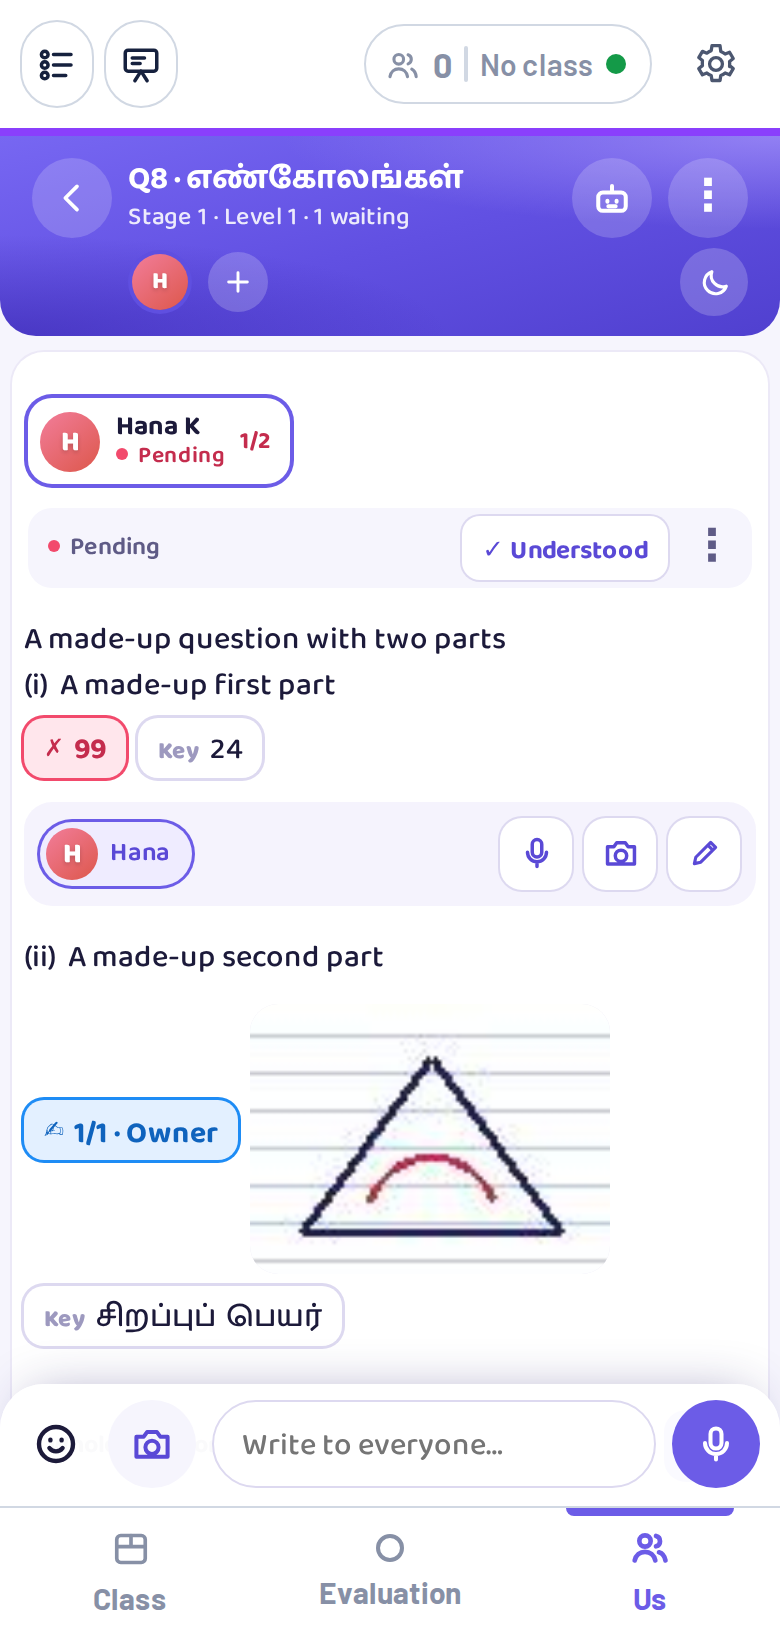 0 | No class
Q8 · எண்கோலங்கள்
Stage 1 · Level 1 · 1 waiting
H
H
Hana K
Pending
1/2
Pending
✓ Understood
A made-up question with two parts
(i) A made-up first part
✗ 99
Key 24
H
Hana
(ii) A made-up second part
✍ 1/1 · Owner
Key சிறப்புப் பெயர்
Write to everyone...
Class
Evaluation
Us